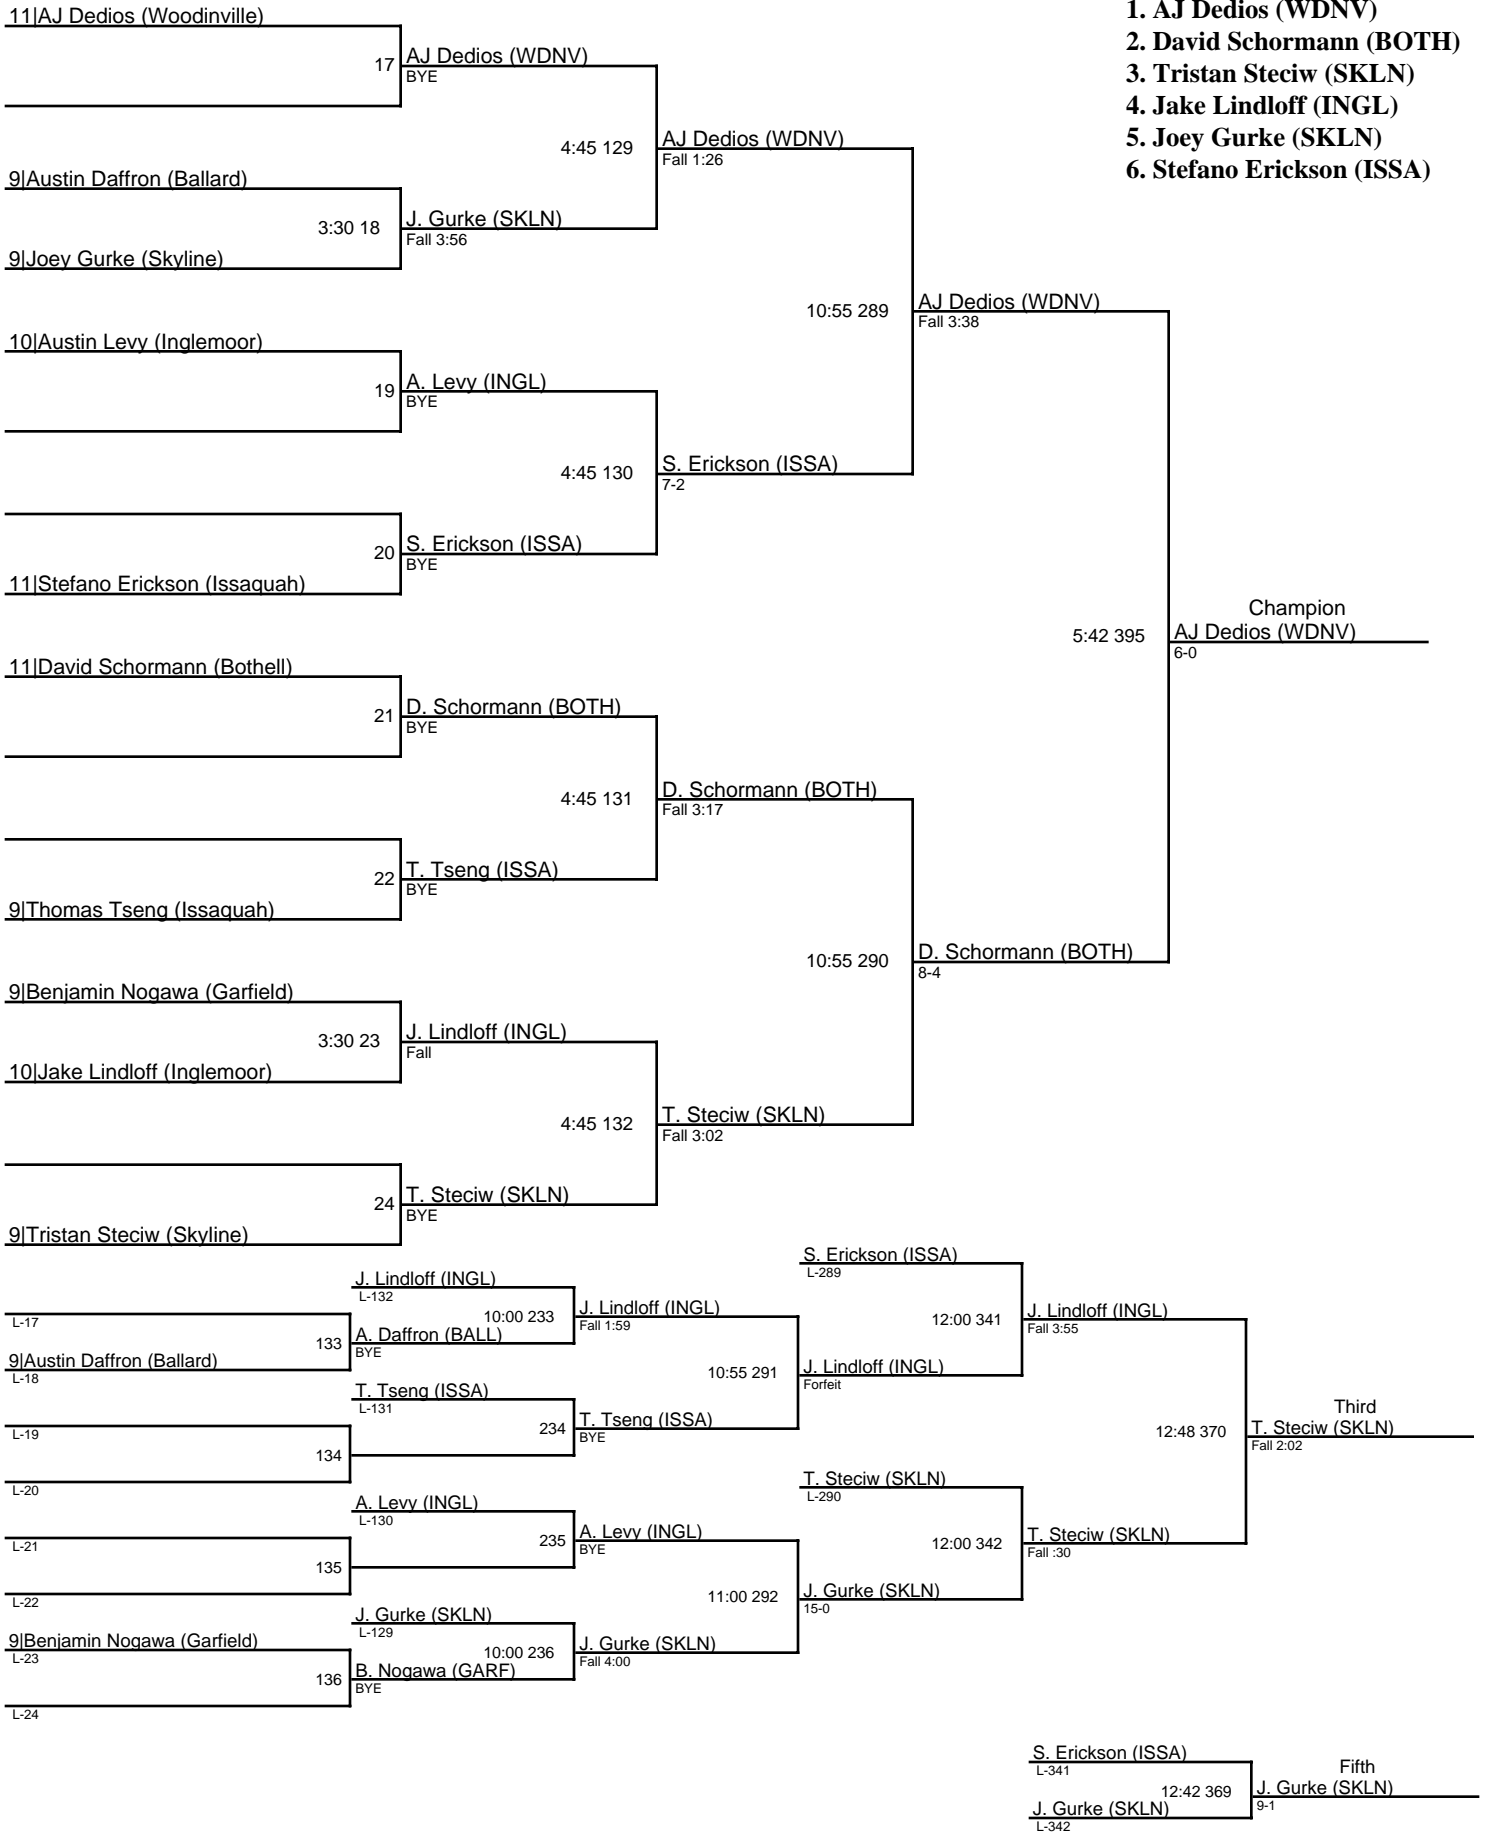 1. AJ Dedios (WDNV)
2. David Schormann (BOTH)
3. Tristan Steciw (SKLN)
4. Jake Lindloff (INGL)
5. Joey Gurke (SKLN)
6. Stefano Erickson (ISSA)
11|AJ Dedios (Woodinville)
17
AJ Dedios (WDNV)
BYE
4:45 129
AJ Dedios (WDNV)
Fall 1:26
9|Austin Daffron (Ballard)
3:30 18
J. Gurke (SKLN)
Fall 3:56
9|Joey Gurke (Skyline)
10:55 289
AJ Dedios (WDNV)
Fall 3:38
10|Austin Levy (Inglemoor)
19
A. Levy (INGL)
BYE
4:45 130
S. Erickson (ISSA)
7-2
20
S. Erickson (ISSA)
BYE
11|Stefano Erickson (Issaquah)
5:42 395
Champion
AJ Dedios (WDNV)
6-0
11|David Schormann (Bothell)
21
D. Schormann (BOTH)
BYE
4:45 131
D. Schormann (BOTH)
Fall 3:17
22
T. Tseng (ISSA)
BYE
9|Thomas Tseng (Issaquah)
10:55 290
D. Schormann (BOTH)
8-4
9|Benjamin Nogawa (Garfield)
3:30 23
J. Lindloff (INGL)
Fall
10|Jake Lindloff (Inglemoor)
4:45 132
T. Steciw (SKLN)
Fall 3:02
24
T. Steciw (SKLN)
BYE
9|Tristan Steciw (Skyline)
S. Erickson (ISSA)
L-289
J. Lindloff (INGL)
L-132
10:00 233
J. Lindloff (INGL)
Fall 1:59
L-17
133
A. Daffron (BALL)
BYE
9|Austin Daffron (Ballard)
L-18
12:00 341
J. Lindloff (INGL)
Fall 3:55
10:55 291
J. Lindloff (INGL)
Forfeit
T. Tseng (ISSA)
L-131
234
T. Tseng (ISSA)
BYE
L-19
134
L-20
12:48 370
Third
T. Steciw (SKLN)
Fall 2:02
T. Steciw (SKLN)
L-290
A. Levy (INGL)
L-130
235
A. Levy (INGL)
BYE
L-21
135
L-22
12:00 342
T. Steciw (SKLN)
Fall :30
11:00 292
J. Gurke (SKLN)
15-0
J. Gurke (SKLN)
L-129
10:00 236
J. Gurke (SKLN)
Fall 4:00
9|Benjamin Nogawa (Garfield)
L-23
136
B. Nogawa (GARF)
BYE
L-24
S. Erickson (ISSA)
L-341
12:42 369
Fifth
J. Gurke (SKLN)
9-1
J. Gurke (SKLN)
L-342